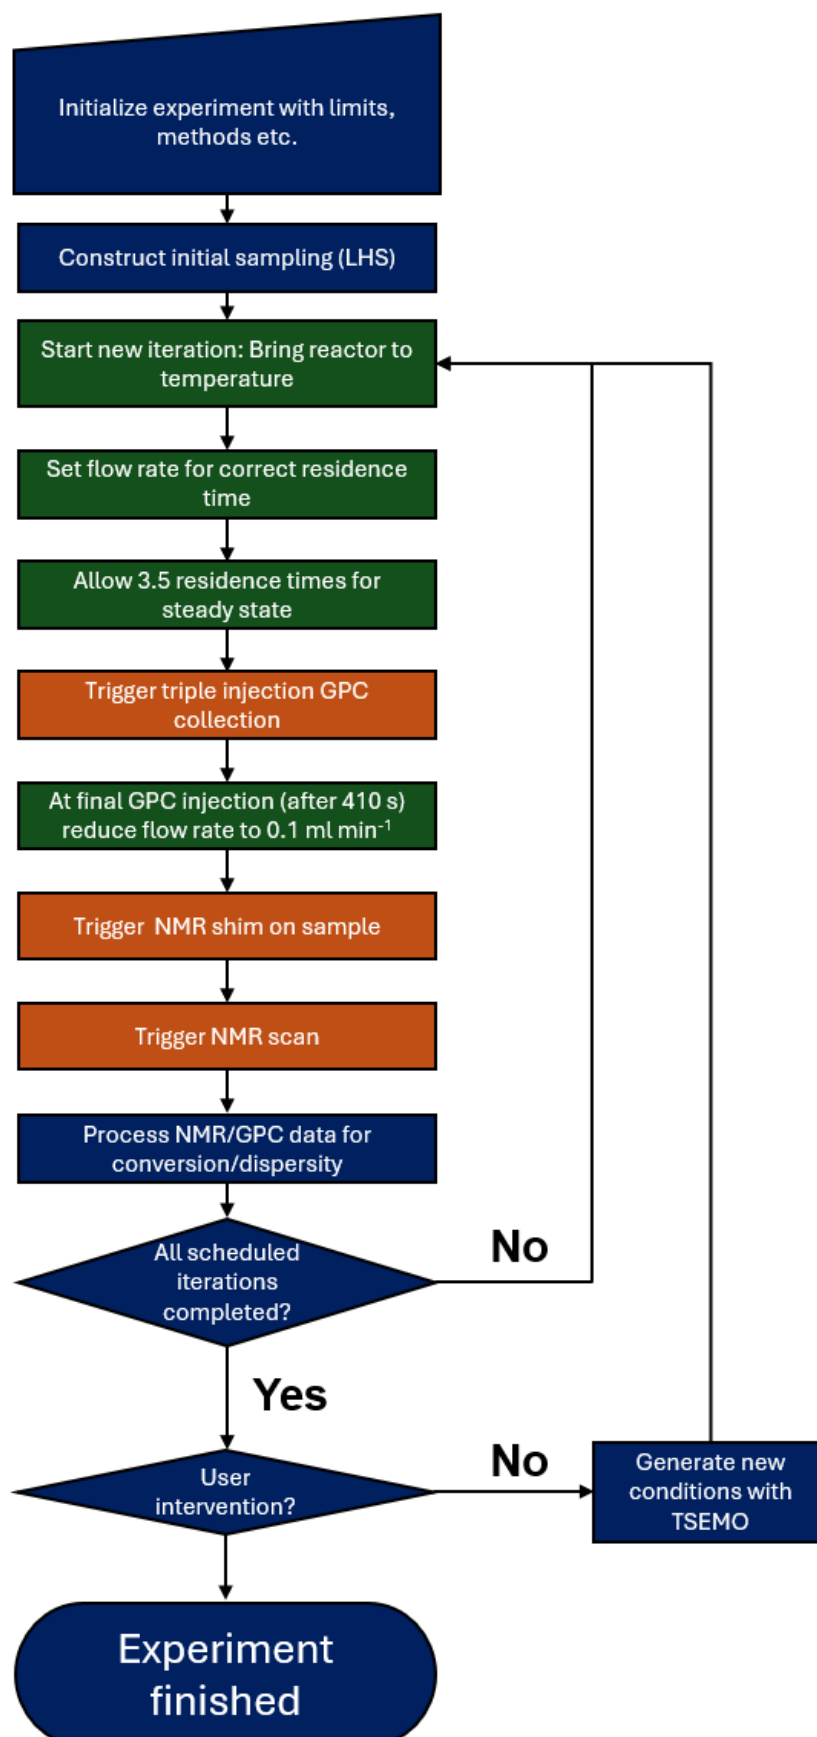 Initialize experiment with limits,
methods etc.
Construct initial sampling (LHS)
Start new iteration: Bring reactor to
temperature
Set flow rate for correct residence
time
Allow 3.5 residence times for
steady state
Trigger triple injection GPC
collection
At final GPC injection (after 410 s)
reduce flow rate to 0.1 ml min⁻¹
Trigger NMR shim on sample
Trigger NMR scan
Process NMR/GPC data for
conversion/dispersity
All scheduled
iterations
completed?
No
Yes
User
intervention?
No
Generate new
conditions with
TSEMO
Experiment
finished